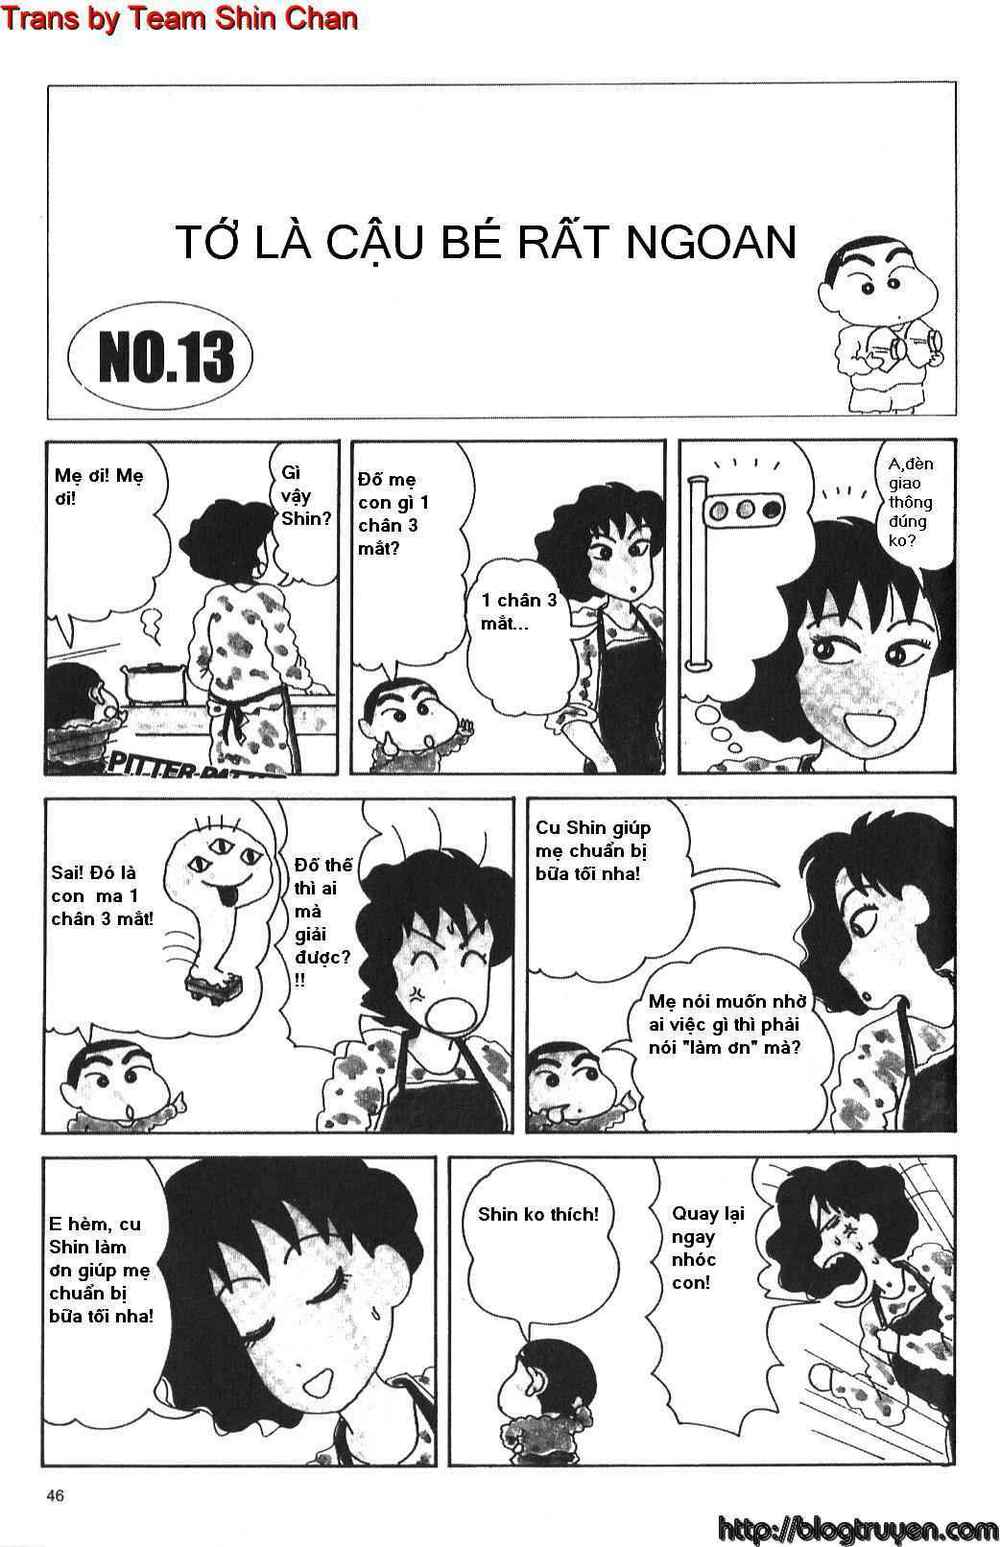 Trans by Team Shin Chan
TỚ LÀ CẬU BÉ RẤT NGOAN
NO.13
Mẹ ơi! Mẹ
ơi!
Gì
vậy
Shin?
PITTER-PATT
Đố mẹ
con gì 1
chân 3
mắt?
1 chân 3
mắt...
A,đèn
giao
thông
đúng
ko?
Sai! Đó là
con ma 1
chân 3 mắt!
Đố thế
thì ai
mà
giải
được?
!!
Cu Shin giúp
mẹ chuẩn bị
bữa tối nha!
Mẹ nói muốn nhờ
ai việc gì thì phải
nói "làm ơn" mà?
E hèm, cu
Shin làm
ơn giúp mẹ
chuẩn bị
bữa tối nha!
Shin ko thích!
Quay lại
ngay
nhóc
con!
46
http://blogtruyen.com